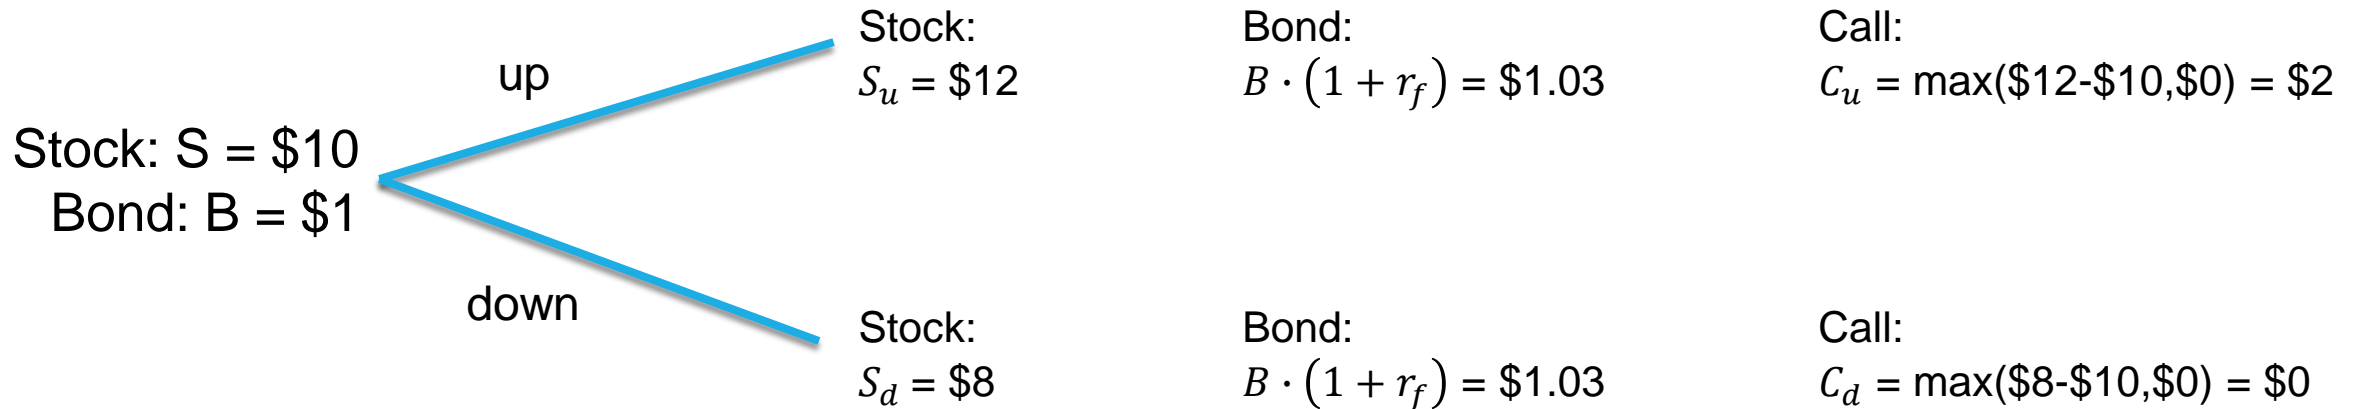 Stock: S = $10
Bond: B = $1
up
down
Stock:
S_u = $12
Bond:
B · (1 + r_f) = $1.03
Call:
C_u = max($12-$10,$0) = $2
Stock:
S_d = $8
Bond:
B · (1 + r_f) = $1.03
Call:
C_d = max($8-$10,$0) = $0